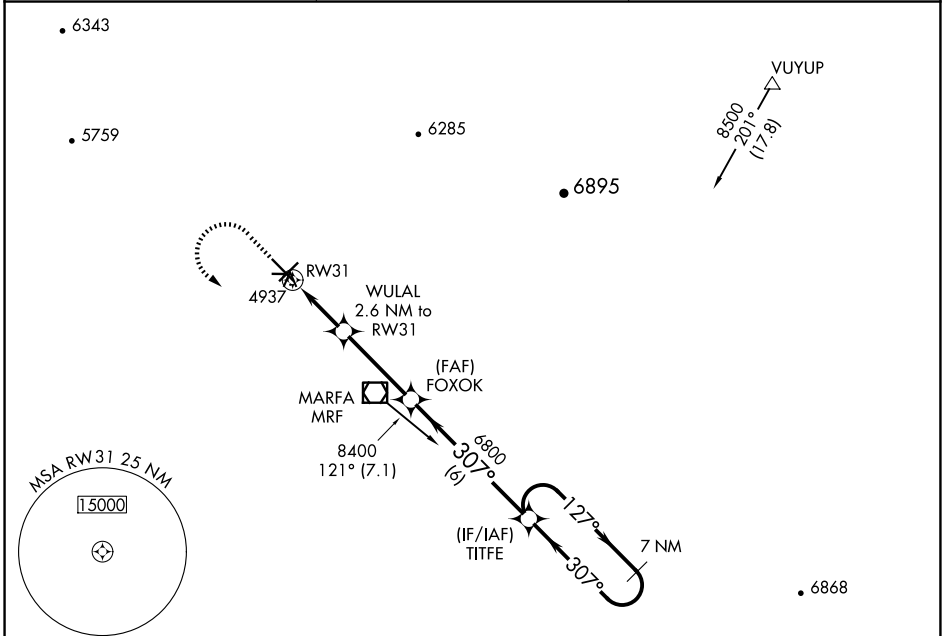 6343
VUYUP
8500
201°
(17.8)
5759
6285
6895
RW31
4937
WULAL
2.6 NM to
RW31
(FAF)
FOXOK
MARFA
MRF
8400
121° (7.1)
6800
307°
(6)
MSA RW31 25 NM
15000
127°
(IF/IAF)
TITFE
7 NM
307°
6868